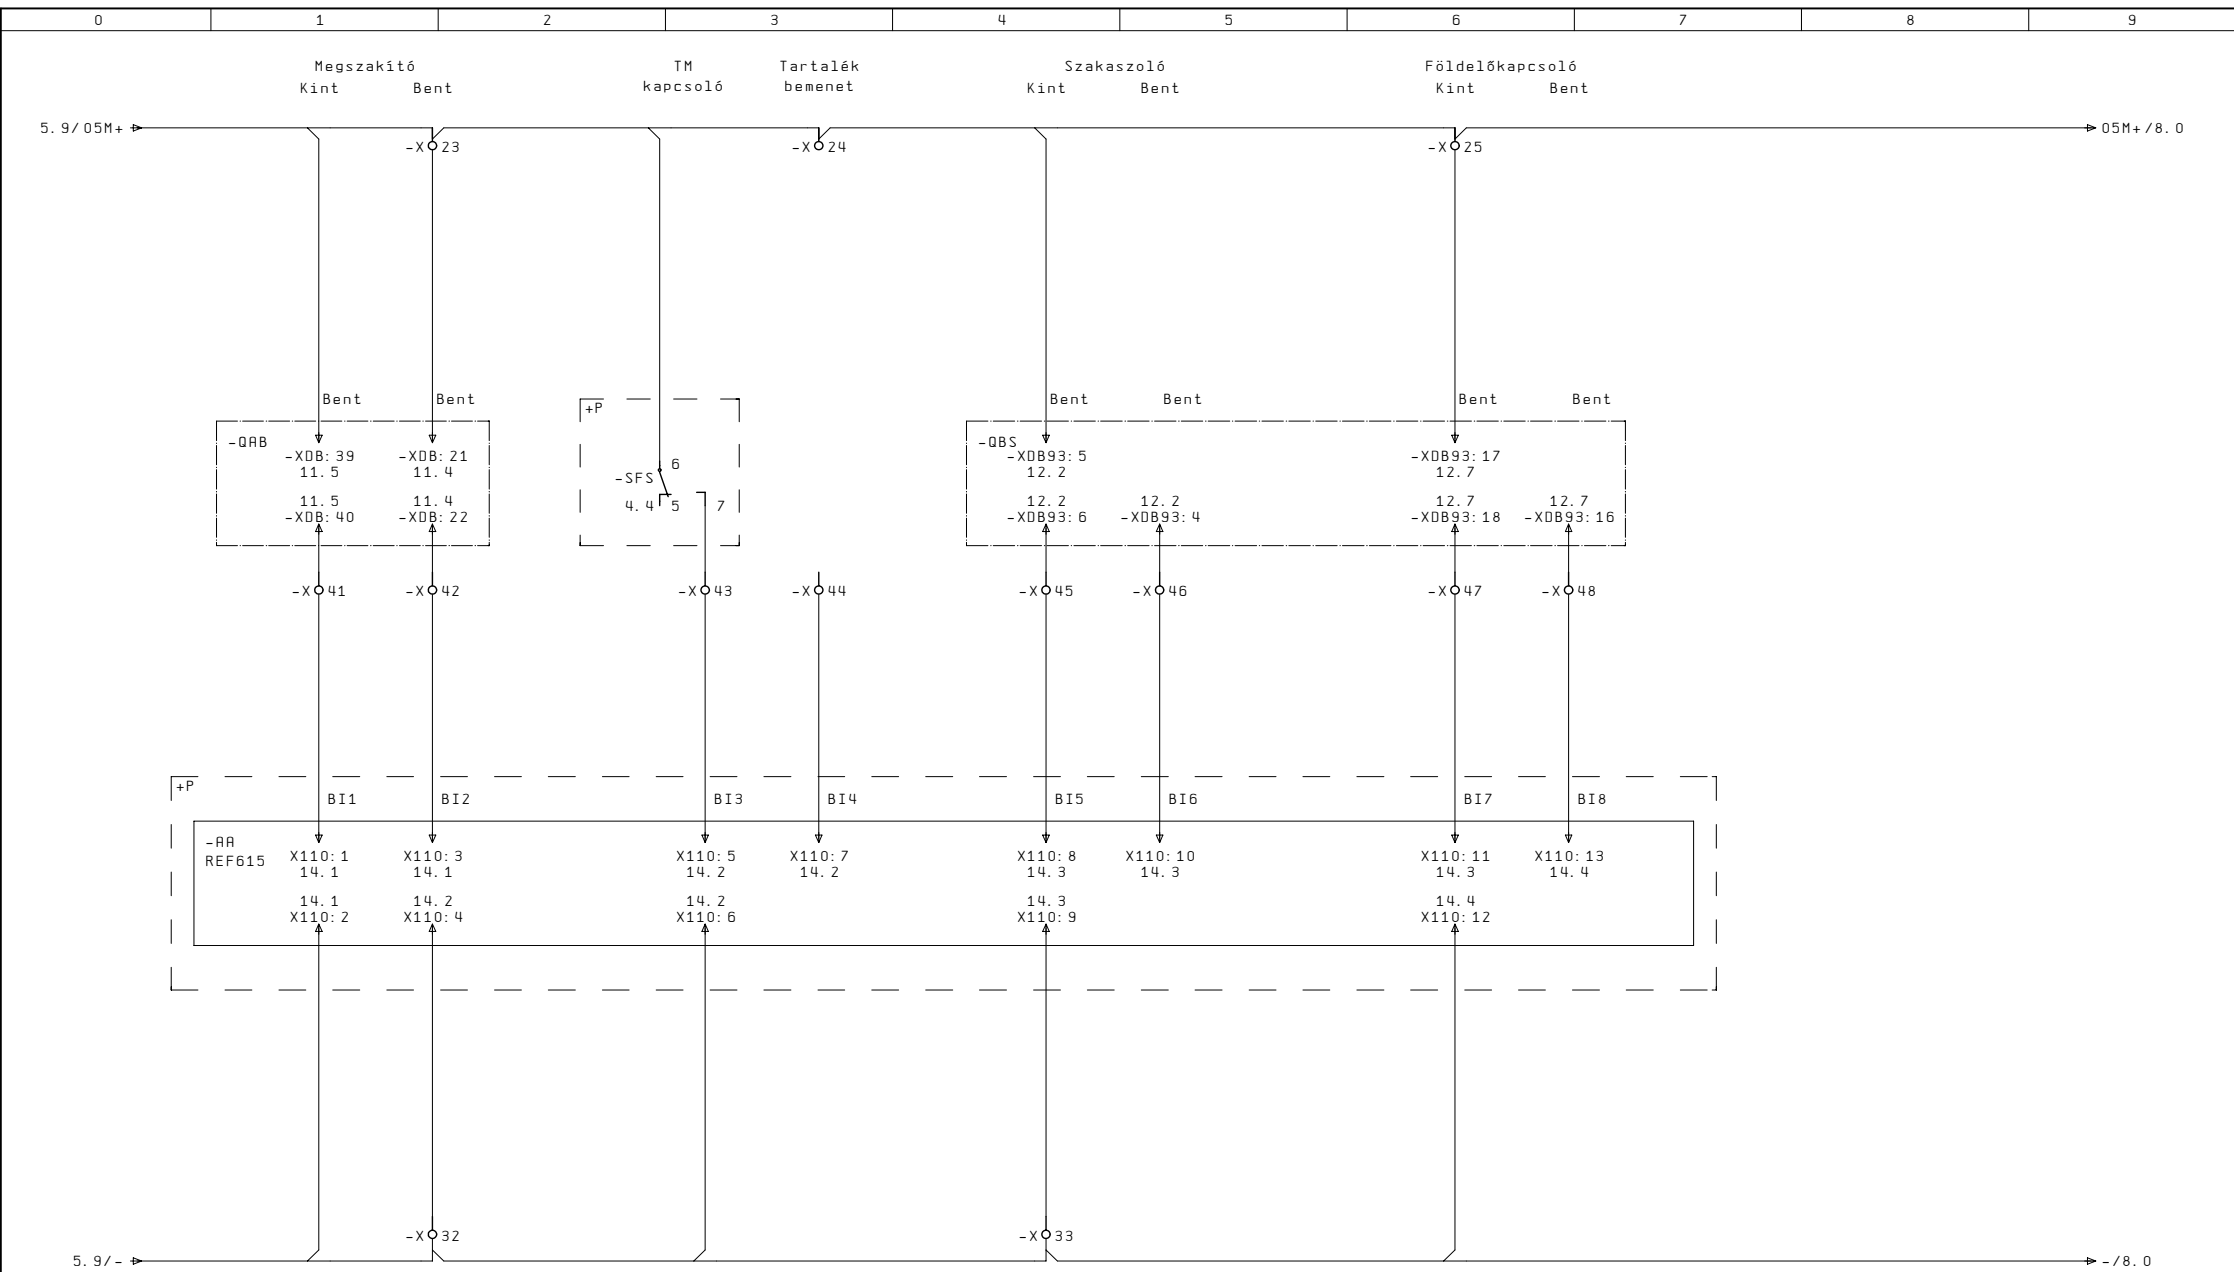 0 1 2 3 4 5 6 7 8 9
Megszakító TM Tartalék Szakaszoló Földelőkapcsoló
Kint Bent kapcsoló bemenet Kint Bent Kint Bent
5.9/05M+ 05M+/8.0
-X 23 -X 24 -X 25
Bent Bent Bent Bent Bent Bent
+P
-QAB -QBS
-XDB:39 -XDB:21 6 -XDB93:5 -XDB93:17
11.5 11.4 -SFS 12.2 12.7
11.5 11.4 4.4 5 7 12.2 12.2 12.7 12.7
-XDB:40 -XDB:22 -XDB93:6 -XDB93:4 -XDB93:18 -XDB93:16
-X 41 -X 42 -X 43 -X 44 -X 45 -X 46 -X 47 -X 48
+P
BI1 BI2 BI3 BI4 BI5 BI6 BI7 BI8
-AA
REF615 X110:1 X110:3 X110:5 X110:7 X110:8 X110:10 X110:11 X110:13
14.1 14.1 14.2 14.2 14.3 14.3 14.3 14.4
14.1 14.2 14.2 14.3 14.4
X110:2 X110:4 X110:6 X110:9 X110:12
-X 32 -X 33
5.9/- -/8.0